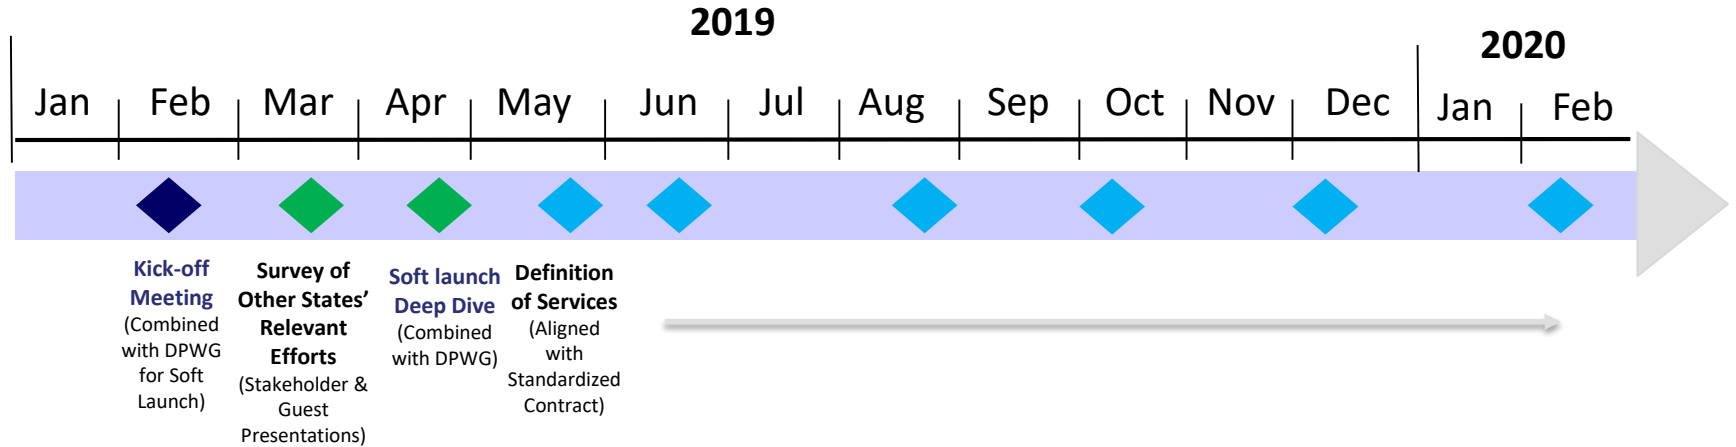 2019
2020
Jan Feb Mar Apr May Jun Jul Aug Sep Oct Nov Dec Jan Feb
Kick-off
Meeting
(Combined
with DPWG
for Soft
Launch)
Survey of
Other States’
Relevant
Efforts
(Stakeholder &
Guest
Presentations)
Soft launch
Deep Dive
(Combined
with DPWG)
Definition
of Services
(Aligned
with
Standardized
Contract)